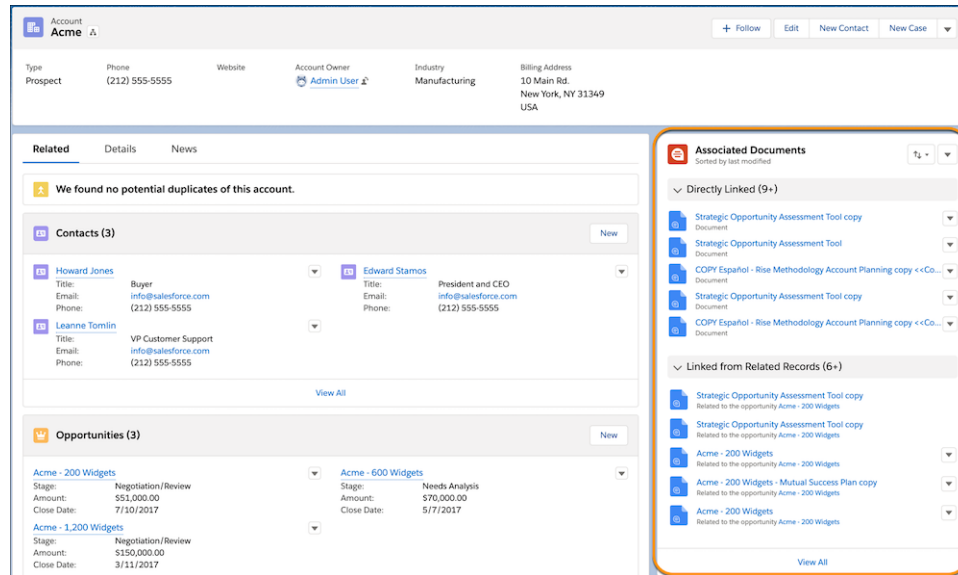 Account
Acme
+ Follow
Edit
New Contact
New Case
Type
Prospect
Phone
(212) 555-5555
Website
Account Owner
Admin User
Industry
Manufacturing
Billing Address
10 Main Rd.
New York, NY 31349
USA
Related
Details
News
We found no potential duplicates of this account.
Contacts (3)
New
Howard Jones
Title: Buyer
Email: info@salesforce.com
Phone: (212) 555-5555
Edward Stamos
Title: President and CEO
Email: info@salesforce.com
Phone: (212) 555-5555
Leanne Tomlin
Title: VP Customer Support
Email: info@salesforce.com
Phone: (212) 555-5555
View All
Opportunities (3)
New
Acme - 200 Widgets
Stage: Negotiation/Review
Amount: $51,000.00
Close Date: 7/10/2017
Acme - 600 Widgets
Stage: Needs Analysis
Amount: $70,000.00
Close Date: 5/7/2017
Acme - 1,200 Widgets
Stage: Negotiation/Review
Amount: $150,000.00
Close Date: 3/11/2017
Associated Documents
Sorted by last modified
Directly Linked (9+)
Strategic Opportunity Assessment Tool copy
Document
Strategic Opportunity Assessment Tool
Document
COPY Español - Rise Methodology Account Planning copy <<Co...
Document
Strategic Opportunity Assessment Tool copy
Document
COPY Español - Rise Methodology Account Planning copy <<Co...
Document
Linked from Related Records (6+)
Strategic Opportunity Assessment Tool copy
Related to the opportunity Acme - 200 Widgets
Strategic Opportunity Assessment Tool copy
Related to the opportunity Acme - 200 Widgets
Acme - 200 Widgets
Related to the opportunity Acme - 200 Widgets
Acme - 200 Widgets - Mutual Success Plan copy
Related to the opportunity Acme - 200 Widgets
Acme - 200 Widgets
Related to the opportunity Acme - 200 Widgets
View All